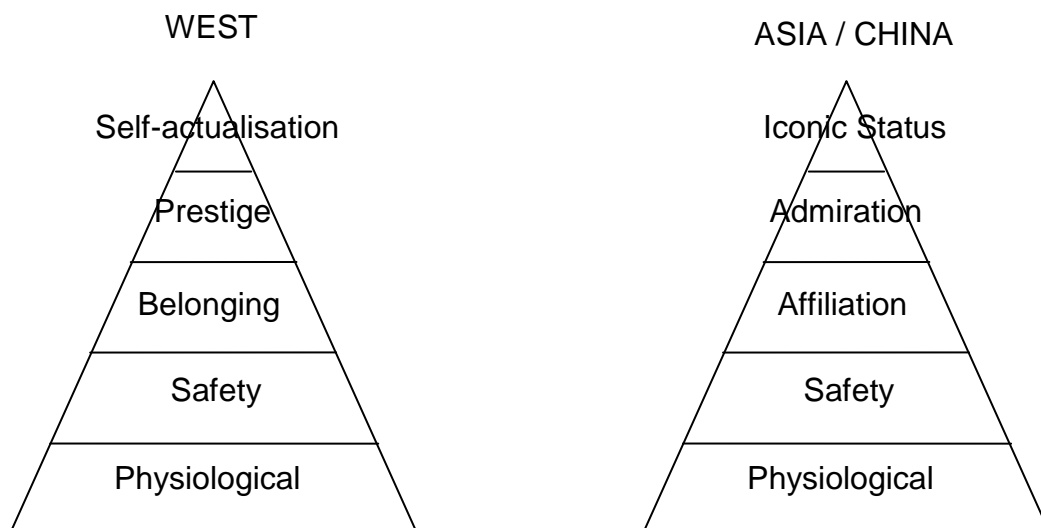 WEST
Self-actualisation
Prestige
Belonging
Safety
Physiological
ASIA / CHINA
Iconic Status
Admiration
Affiliation
Safety
Physiological